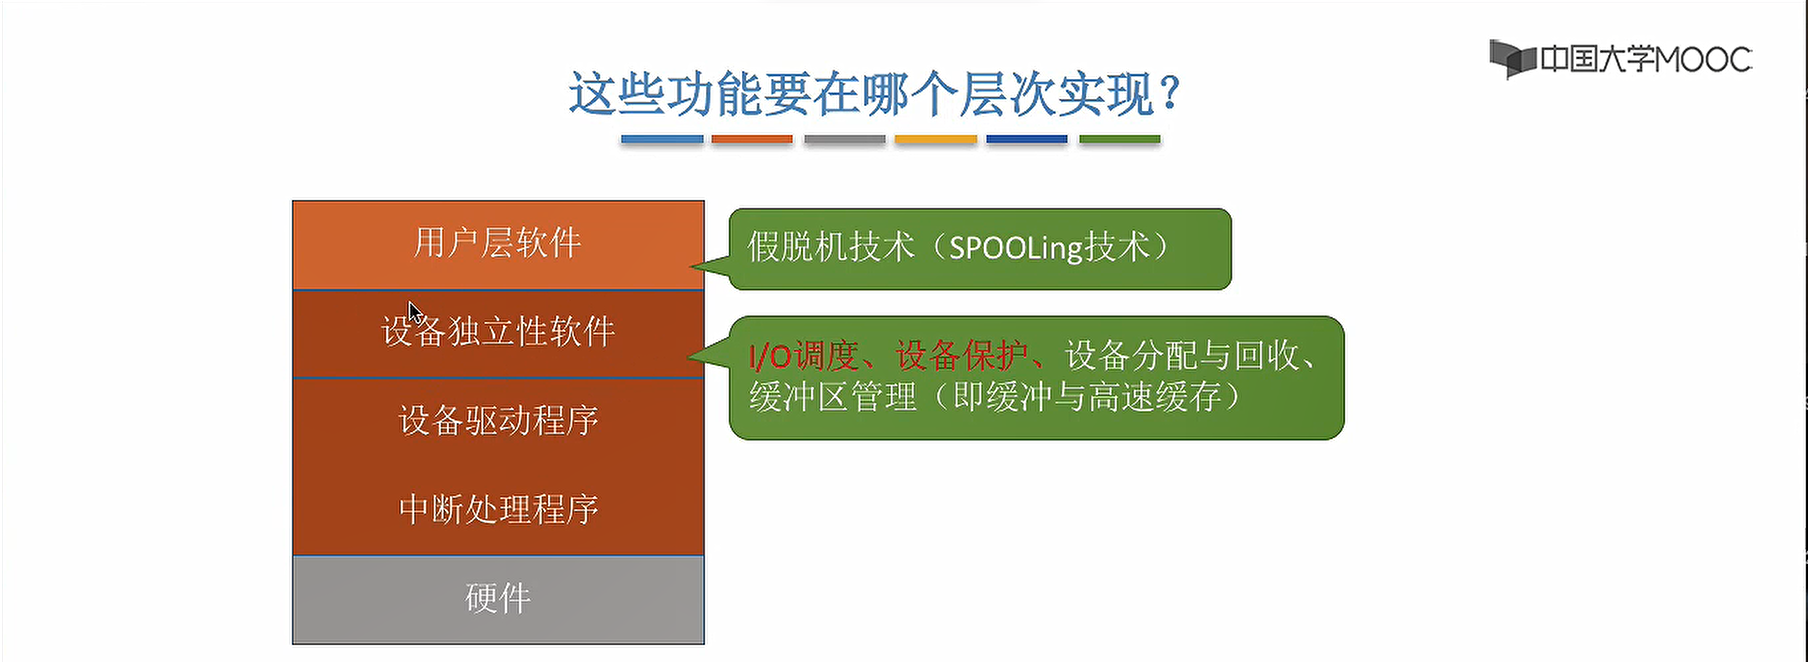 中国大学MOOC
这些功能要在哪个层次实现？
用户层软件
假脱机技术（SPOOLing技术）
设备独立性软件
I/O调度、设备保护、设备分配与回收、
缓冲区管理（即缓冲与高速缓存）
设备驱动程序
中断处理程序
硬件